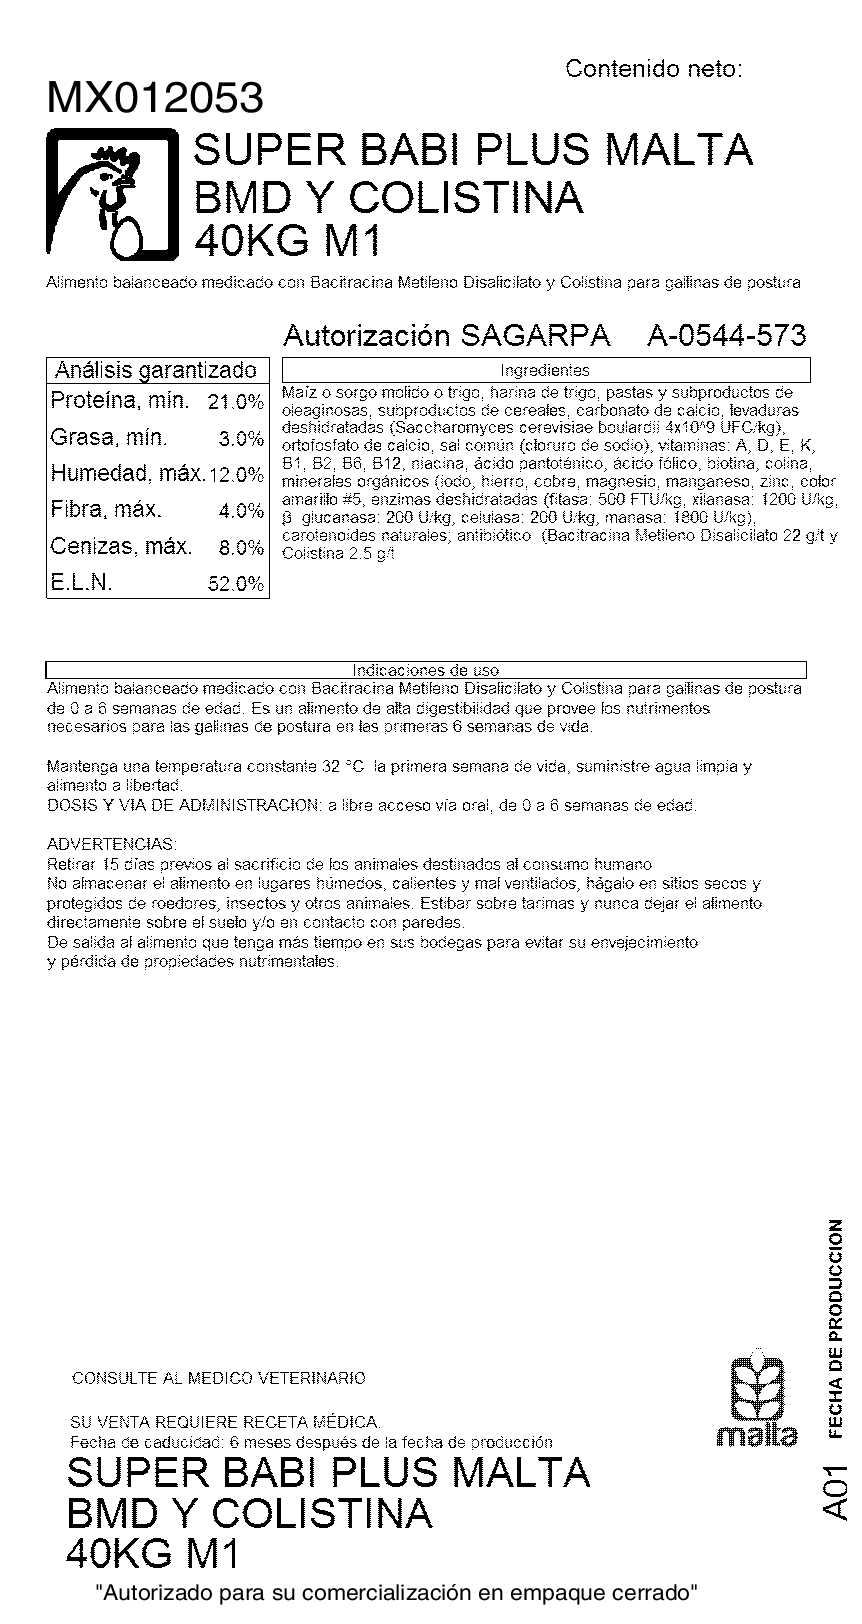 Contenido neto:
MX012053
SUPER BABI PLUS MALTA
BMD Y COLISTINA
40KG M1
Alimento balanceado medicado con Bacitracina Metileno Disalicilato y Colistina para gallinas de postura
Autorización SAGARPA A-0544-573
Análisis garantizado
Proteína, mín. 21.0%
Grasa, mín. 3.0%
Humedad, máx. 12.0%
Fibra, máx. 4.0%
Cenizas, máx. 8.0%
E.L.N. 52.0%
Ingredientes
Maíz o sorgo molido o trigo, harina de trigo, pastas y subproductos de
oleaginosas, subproductos de cereales, carbonato de calcio, levaduras
deshidratadas (Saccharomyces cerevisiae boulardii 4x10^9 UFC/kg),
ortofosfato de calcio, sal común (cloruro de sodio), vitaminas: A, D, E, K,
B1, B2, B6, B12, niacina, ácido pantoténico, ácido fólico, biotina, colina,
minerales orgánicos (iodo, hierro, cobre, magnesio, manganeso, zinc, color
amarillo #5, enzimas deshidratadas (fitasa: 500 FTU/kg, xilanasa: 1200 U/kg,
β glucanasa: 200 U/kg, celulasa: 200 U/kg, manasa: 1800 U/kg),
carotenoides naturales; antibiótico (Bacitracina Metileno Disalicilato 22 g/t y
Colistina 2.5 g/t
Indicaciones de uso
Alimento balanceado medicado con Bacitracina Metileno Disalicilato y Colistina para gallinas de postura
de 0 a 6 semanas de edad. Es un alimento de alta digestibilidad que provee los nutrimentos
necesarios para las gallinas de postura en las primeras 6 semanas de vida.
Mantenga una temperatura constante 32 °C la primera semana de vida, suministre agua limpia y
alimento a libertad.
DOSIS Y VIA DE ADMINISTRACION: a libre acceso vía oral, de 0 a 6 semanas de edad.
ADVERTENCIAS:
Retirar 15 días previos al sacrificio de los animales destinados al consumo humano
No almacenar el alimento en lugares húmedos, calientes y mal ventilados, hágalo en sitios secos y
protegidos de roedores, insectos y otros animales. Estibar sobre tarimas y nunca dejar el alimento
directamente sobre el suelo y/o en contacto con paredes.
De salida al alimento que tenga más tiempo en sus bodegas para evitar su envejecimiento
y pérdida de propiedades nutrimentales.
FECHA DE PRODUCCION
A01
CONSULTE AL MEDICO VETERINARIO
malta
SU VENTA REQUIERE RECETA MÉDICA.
Fecha de caducidad: 6 meses después de la fecha de producción
SUPER BABI PLUS MALTA
BMD Y COLISTINA
40KG M1
"Autorizado para su comercialización en empaque cerrado"